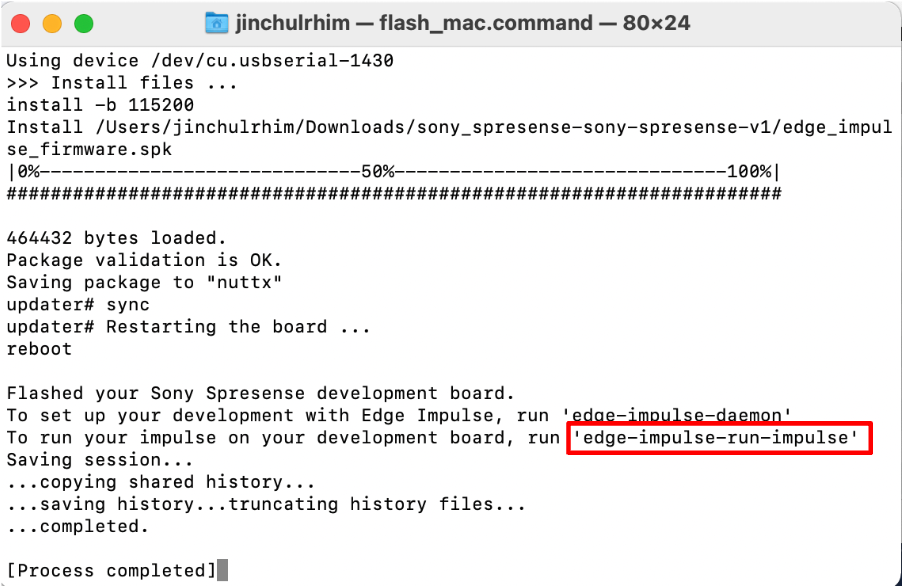 jinchulrhim — flash_mac.command — 80×24
Using device /dev/cu.usbserial-1430
>>> Install files ...
install -b 115200
Install /Users/jinchulrhim/Downloads/sony_spresense-sony-spresense-v1/edge_impul
se_firmware.spk
|0%-----------------------------50%------------------------------100%|
######################################################################
464432 bytes loaded.
Package validation is OK.
Saving package to "nuttx"
updater# sync
updater# Restarting the board ...
reboot
Flashed your Sony Spresense development board.
To set up your development with Edge Impulse, run 'edge-impulse-daemon'
To run your impulse on your development board, run 'edge-impulse-run-impulse'
Saving session...
...copying shared history...
...saving history...truncating history files...
...completed.
[Process completed]